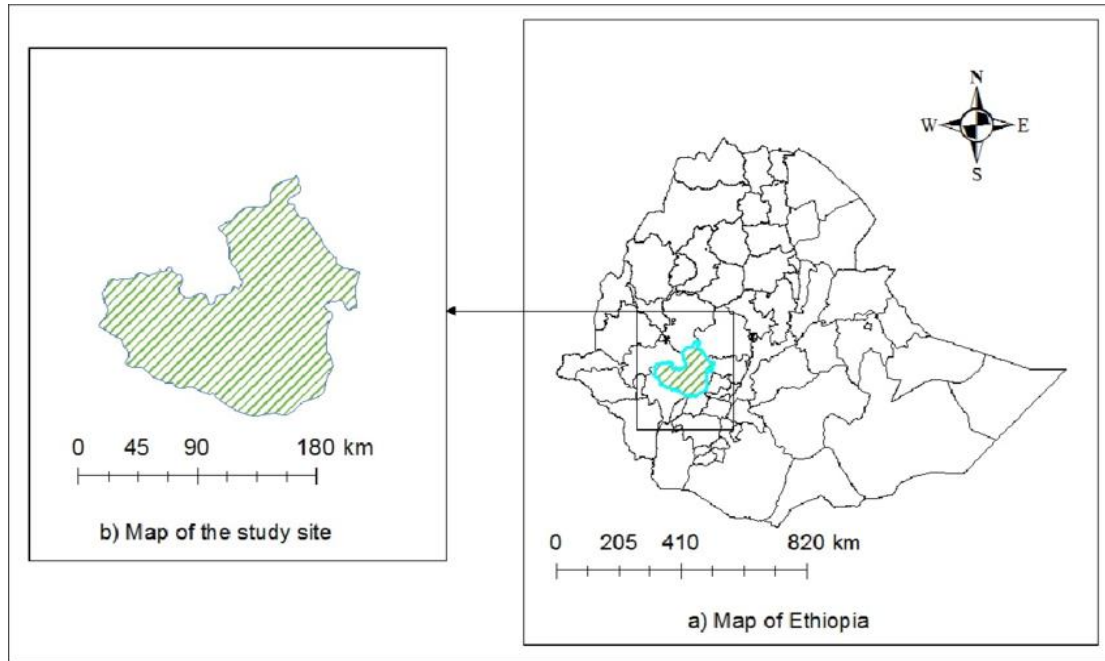 0 45 90 180 km
b) Map of the study site
N
W E
S
0 205 410 820 km
a) Map of Ethiopia